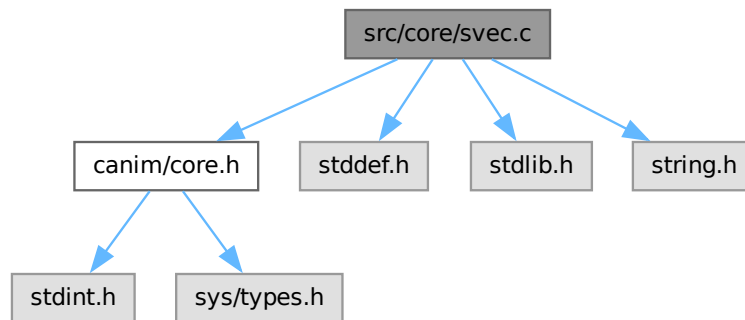 src/core/svec.c
canim/core.h
stddef.h
stdlib.h
string.h
stdint.h
sys/types.h